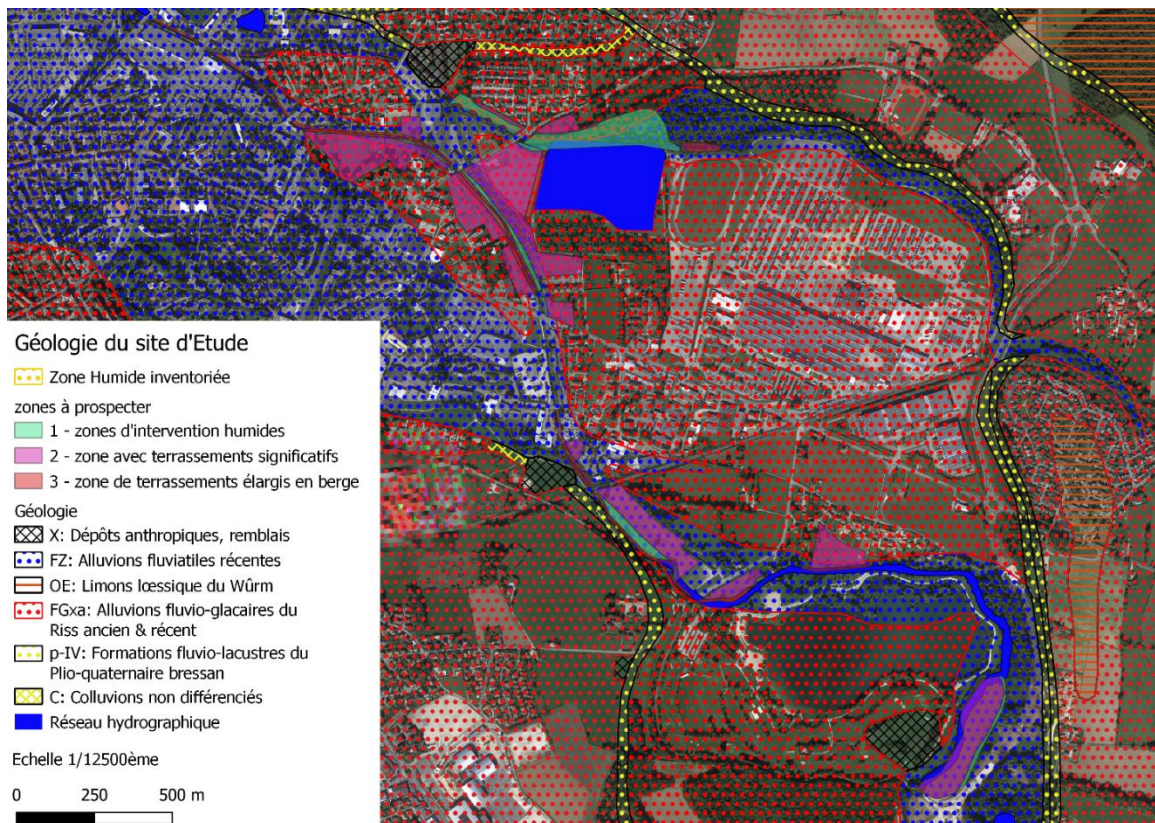 Géologie du site d'Etude
Zone Humide inventoriée
zones à prospecter
1 - zones d'intervention humides
2 - zone avec terrassements significatifs
3 - zone de terrassements élargis en berge
Géologie
X: Dépôts anthropiques, remblais
FZ: Alluvions fluviatiles récentes
OE: Limons lœssique du Wûrm
FGxa: Alluvions fluvio-glacaires du
Riss ancien & récent
p-IV: Formations fluvio-lacustres du
Plio-quaternaire bressan
C: Colluvions non différenciés
Réseau hydrographique
Echelle 1/12500ème
0 250 500 m